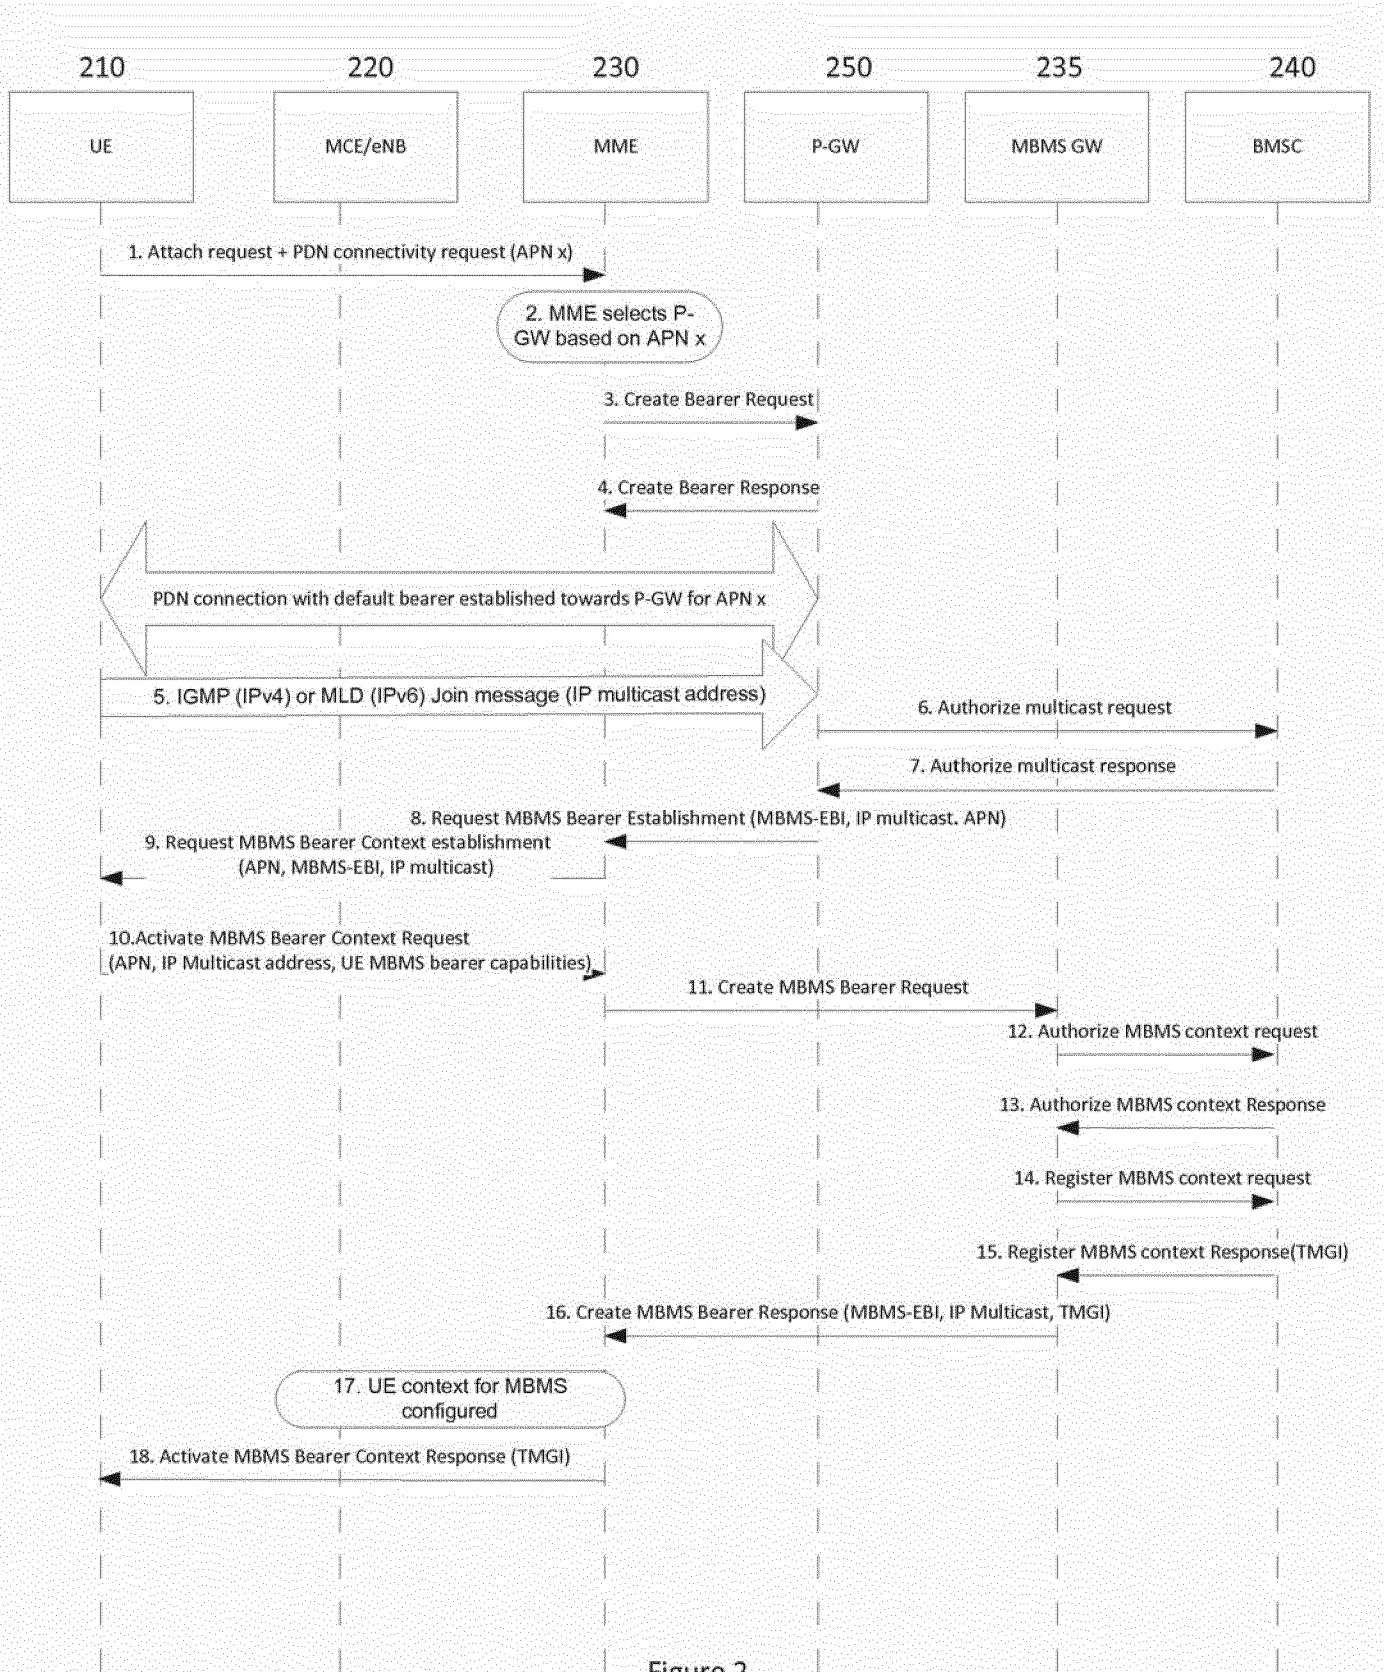 210 220 230 250 235 240
UE MCE/eNB MME P-GW MBMS GW BMSC
1. Attach request + PDN connectivity request (APN x)
2. MME selects P-
GW based on APN x
3. Create Bearer Request
4. Create Bearer Response
PDN connection with default bearer established towards P-GW for APN x
5. IGMP (IPv4) or MLD (IPv6) Join message (IP multicast address)
6. Authorize multicast request
7. Authorize multicast response
8. Request MBMS Bearer Establishment (MBMS-EBI, IP multicast. APN)
9. Request MBMS Bearer Context establishment
(APN, MBMS-EBI, IP multicast)
10.Activate MBMS Bearer Context Request
(APN, IP Multicast address, UE MBMS bearer capabilities)
11. Create MBMS Bearer Request
12. Authorize MBMS context request
13. Authorize MBMS context Response
14. Register MBMS context request
15. Register MBMS context Response(TMGI)
16. Create MBMS Bearer Response (MBMS-EBI, IP Multicast, TMGI)
17. UE context for MBMS
configured
18. Activate MBMS Bearer Context Response (TMGI)
Figure 2